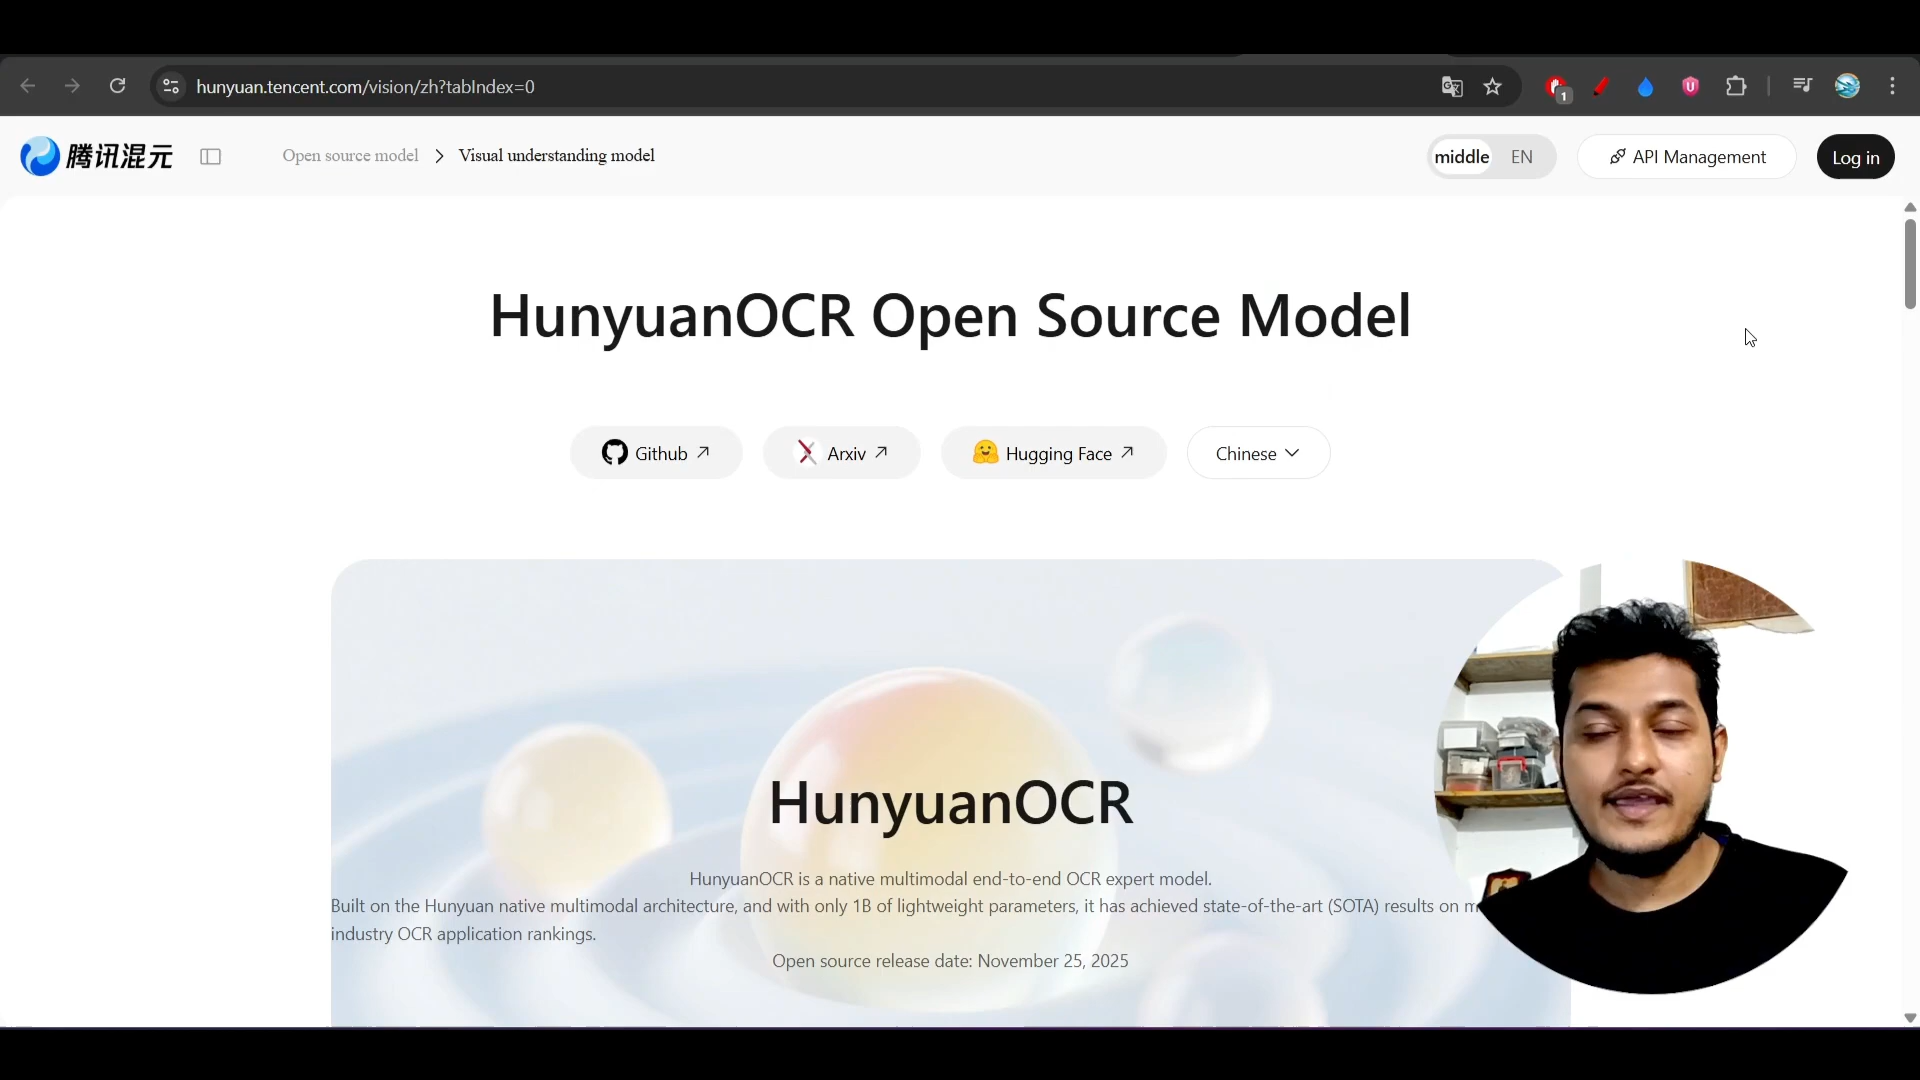 hunyuan.tencent.com/vision/zh?tabIndex=0
1
腾讯混元
Open source model > Visual understanding model
middle EN
API Management
Log in
HunyuanOCR Open Source Model
Github
Arxiv
Hugging Face
Chinese
HunyuanOCR
HunyuanOCR is a native multimodal end-to-end OCR expert model.
Built on the Hunyuan native multimodal architecture, and with only 1B of lightweight parameters, it has achieved state-of-the-art (SOTA) results on
industry OCR application rankings.
Open source release date: November 25, 2025